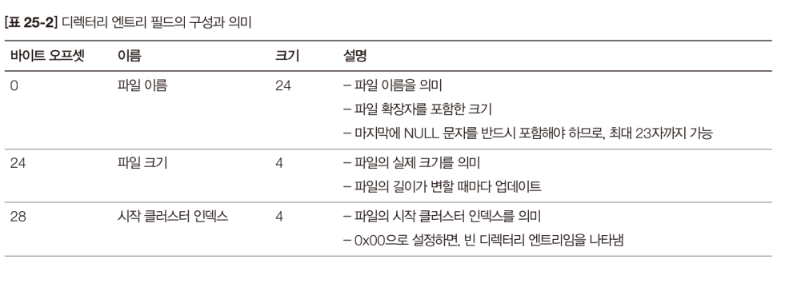 [표 25-2] 디렉터리 엔트리 필드의 구성과 의미
바이트 오프셋 이름 크기 설명
0 파일 이름 24 – 파일 이름을 의미
– 파일 확장자를 포함한 크기
– 마지막에 NULL 문자를 반드시 포함해야 하므로, 최대 23자까지 가능
24 파일 크기 4 – 파일의 실제 크기를 의미
– 파일의 길이가 변할 때마다 업데이트
28 시작 클러스터 인덱스 4 – 파일의 시작 클러스터 인덱스를 의미
– 0x00으로 설정하면, 빈 디렉터리 엔트리임을 나타냄